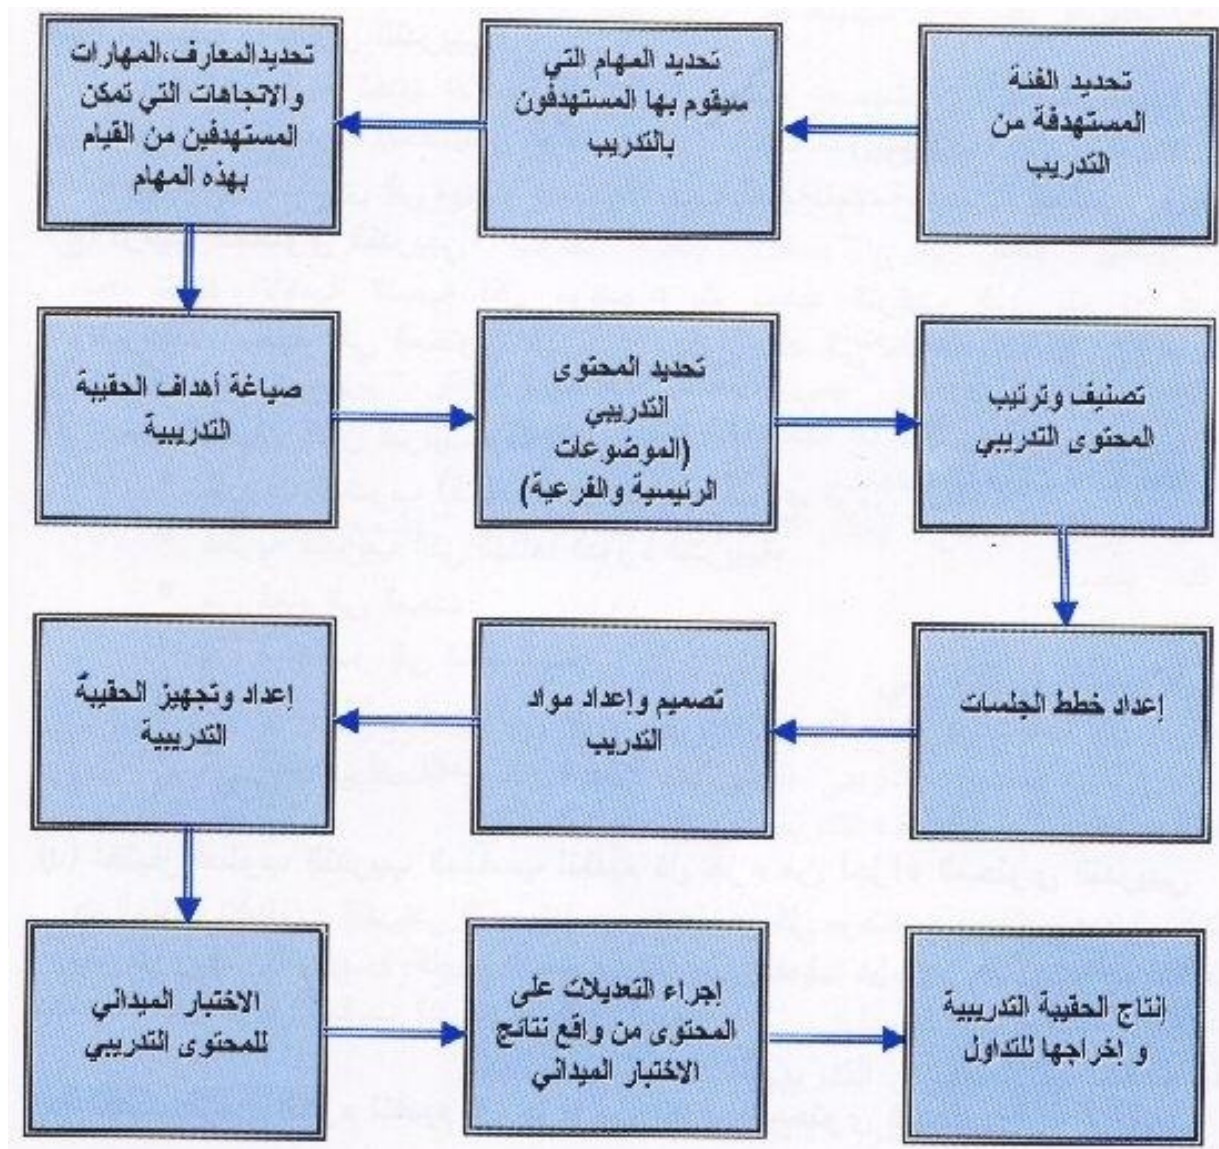 تحديد الفئة
المستهدفة من
التدريب
تحديد المهام التي
سيقوم بها المستهدفون
بالتدريب
تحديد المعارف،المهارات
والاتجاهات التي تمكن
المستهدفين من القيام
بهذه المهام
صياغة أهداف الحقيبة
التدريبية
تحديد المحتوى
التدريبي
(الموضوعات
الرئيسية والفرعية)
تصنيف وترتيب
المحتوى التدريبي
إعداد خطط الجلسات
تصميم وإعداد مواد
التدريب
إعداد وتجهيز الحقيبة
التدريبية
الاختبار الميداني
للمحتوى التدريبي
إجراء التعديلات على
المحتوى من واقع نتائج
الاختبار الميداني
إنتاج الحقيبة التدريبية
و إخراجها للتداول